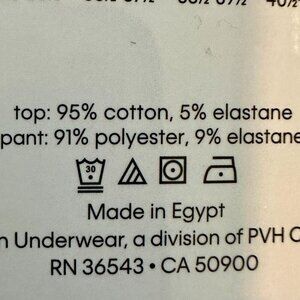 top: 95% cotton, 5% elastane
pant: 91% polyester, 9% elastane
30
Made in Egypt
Underwear, a division of PVH
RN 36543 • CA 50900